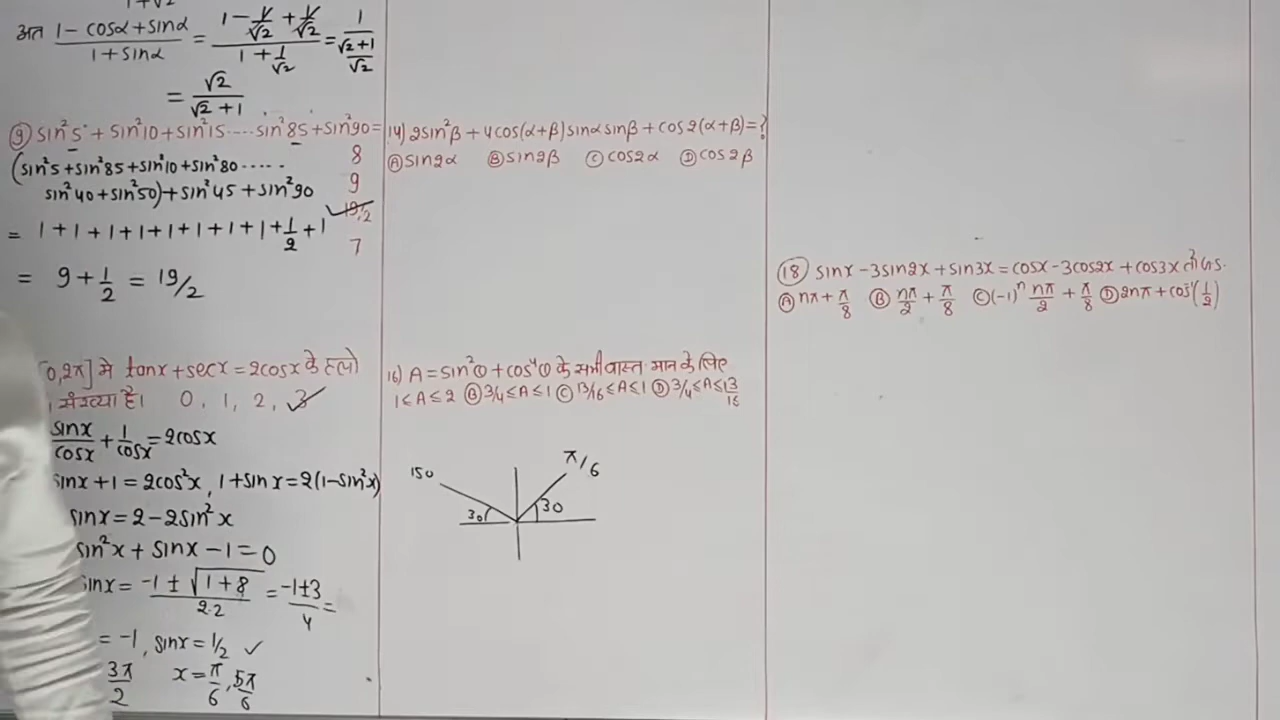 1+√2
अत 1 - cosα + sinα / 1 + sinα = 1 - 1/√2 + 1/√2 / 1 + 1/√2 = 1 / √2+1/√2
= √2 / √2 + 1
9) sin²5° + sin²10 + sin²15 ..... sin²85 + sin²90 =
8
(sin²5 + sin²85 + sin²10 + sin²80 .....
9
sin²40 + sin²50) + sin²45 + sin²90
19/2
= 1 + 1 + 1 + 1 + 1 + 1 + 1 + 1 + 1/2 + 1
7
= 9 + 1/2 = 19/2
0, 2π] मे tanx + secx = 2cosx के हलो
संख्या है। 0, 1, 2, 3
sinx/cosx + 1/cosx = 2cosx
sinx + 1 = 2cos²x, 1 + sinx = 2(1 - sin²x)
sinx = 2 - 2sin²x
sin²x + sinx - 1 = 0
sinx = -1 ± √1 + 8 / 2.2 = -1±3 / 4 =
= -1, sinx = 1/2 ✓
3π/2 x = π/6, 5π/6
14) 2sin²β + 4cos(α+β)sinα sinβ + cos2(α+β) = ?
A sin2α B sin2β C cos2α D cos2β
16) A = sin²θ + cos⁴θ के सभी वास्त मान के लिए
1 ≤ A ≤ 2 B 3/4 ≤ A ≤ 1 C 13/16 ≤ A ≤ 1 D 3/4 ≤ A ≤ 13/16
150 π/6
30 30
18) sinx - 3sin2x + sin3x = cosx - 3cos2x + cos3x तो
A nπ + π/8 B nπ/2 + π/8 C (-1)ⁿ nπ/2 + π/8 D 2nπ + cos⁻¹(1/2)